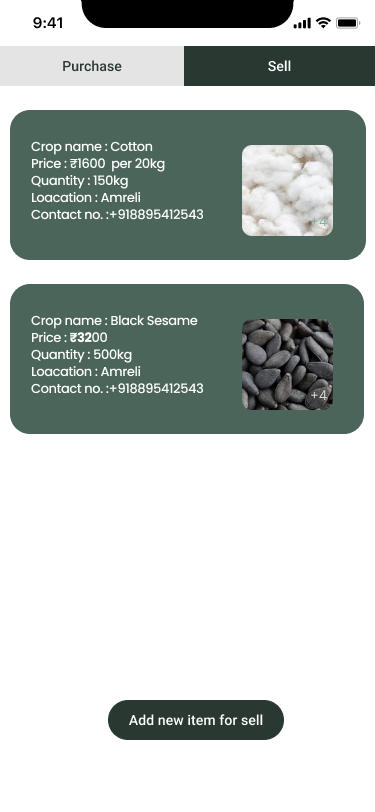 9:41
Purchase
Sell
Crop name : Cotton
Price : ₹1600  per 20kg
Quantity : 150kg
Loacation : Amreli
Contact no. :+918895412543
+4
Crop name : Black Sesame
Price : ₹3200
Quantity : 500kg
Loacation : Amreli
Contact no. :+918895412543
+4
Add new item for sell